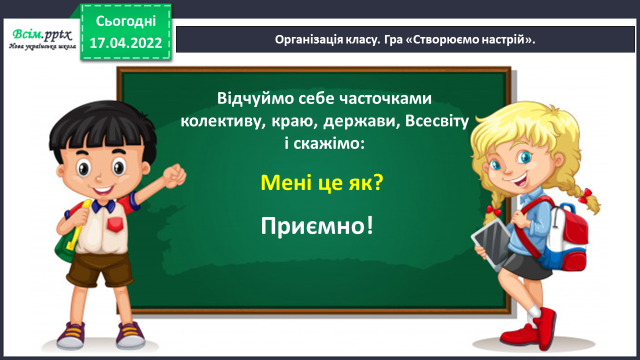 Всім.pptx
Нова українська школа
Сьогодні
17.04.2022
Організація класу. Гра «Створюємо настрій».
Відчуймо себе часточками
колективу, краю, держави, Всесвіту
і скажімо:
Мені це як?
Приємно!